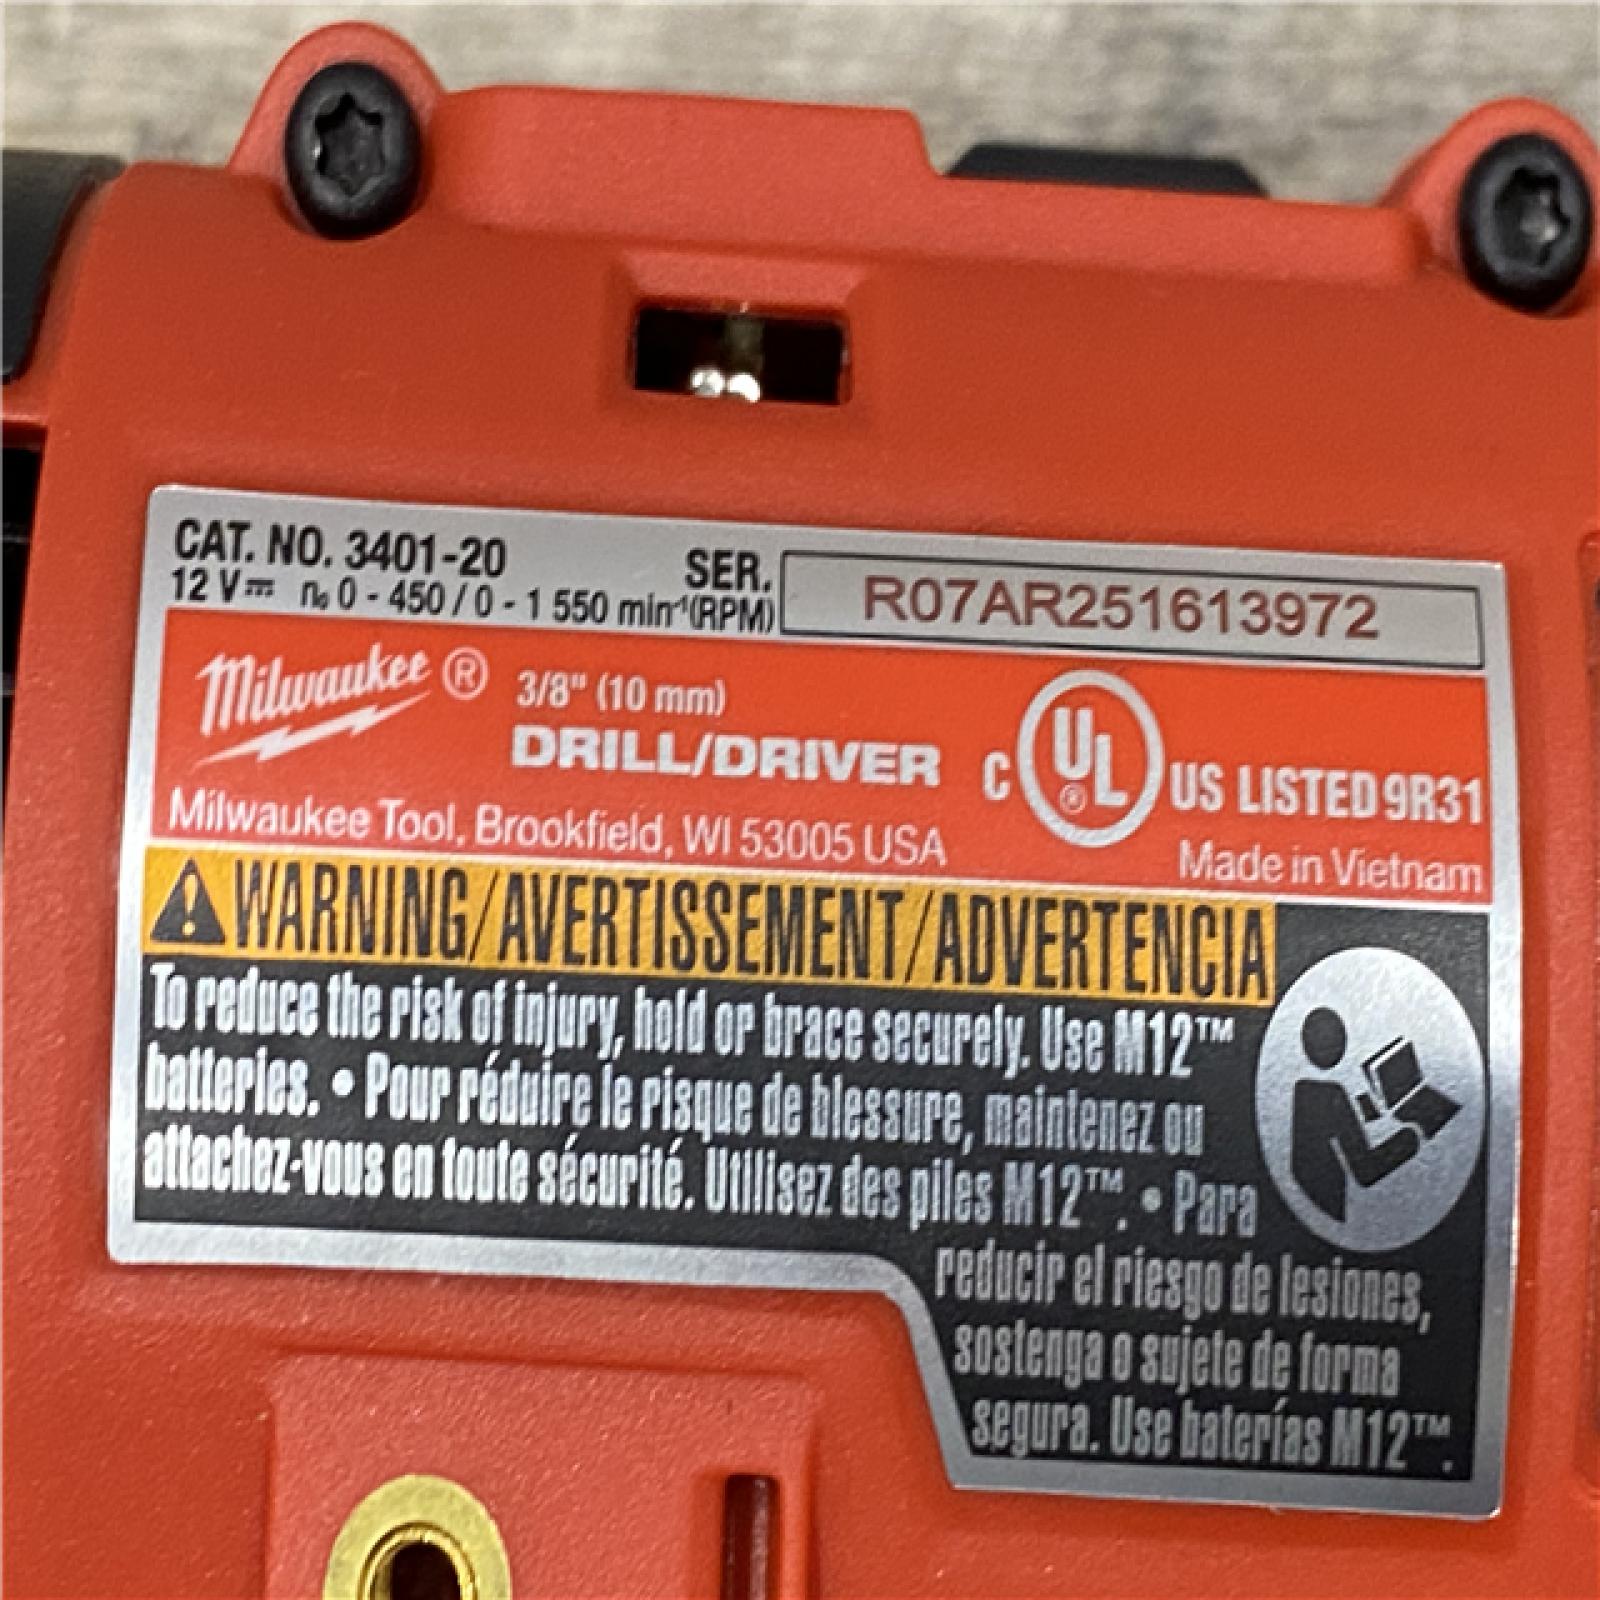 CAT. NO. 3401-20
12 V⎓ n₀ 0 - 450 / 0 - 1 550 min⁻¹(RPM)
SER. R07AR251613972
Milwaukee®
3/8" (10 mm)
DRILL/DRIVER
C UL® US LISTED 9R31
Milwaukee Tool, Brookfield, WI 53005 USA
Made in Vietnam
WARNING/AVERTISSEMENT/ADVERTENCIA
To reduce the risk of injury, hold or brace securely. Use M12™
batteries. • Pour réduire le risque de blessure, maintenez ou
attachez-vous en toute sécurité. Utilisez des piles M12™. • Para
reducir el riesgo de lesiones,
sostenga o sujete de forma
segura. Use baterías M12™.